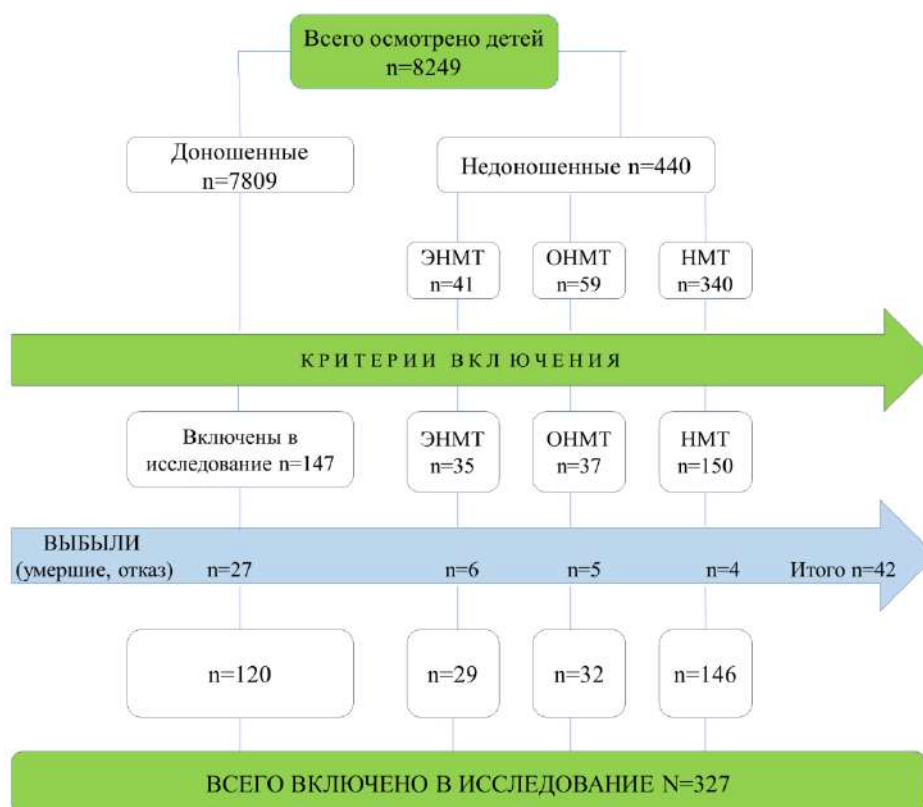 Всего осмотрено детей
n=8249
Доношенные
n=7809
Недоношенные n=440
ЭНМТ
n=41
ОНМТ
n=59
НМТ
n=340
КРИТЕРИИ ВКЛЮЧЕНИЯ
Включены в
исследование n=147
ЭНМТ
n=35
ОНМТ
n=37
НМТ
n=150
ВЫБЫЛИ
(умершие, отказ) n=27 n=6 n=5 n=4 Итого n=42
n=120
n=29
n=32
n=146
ВСЕГО ВКЛЮЧЕНО В ИССЛЕДОВАНИЕ N=327